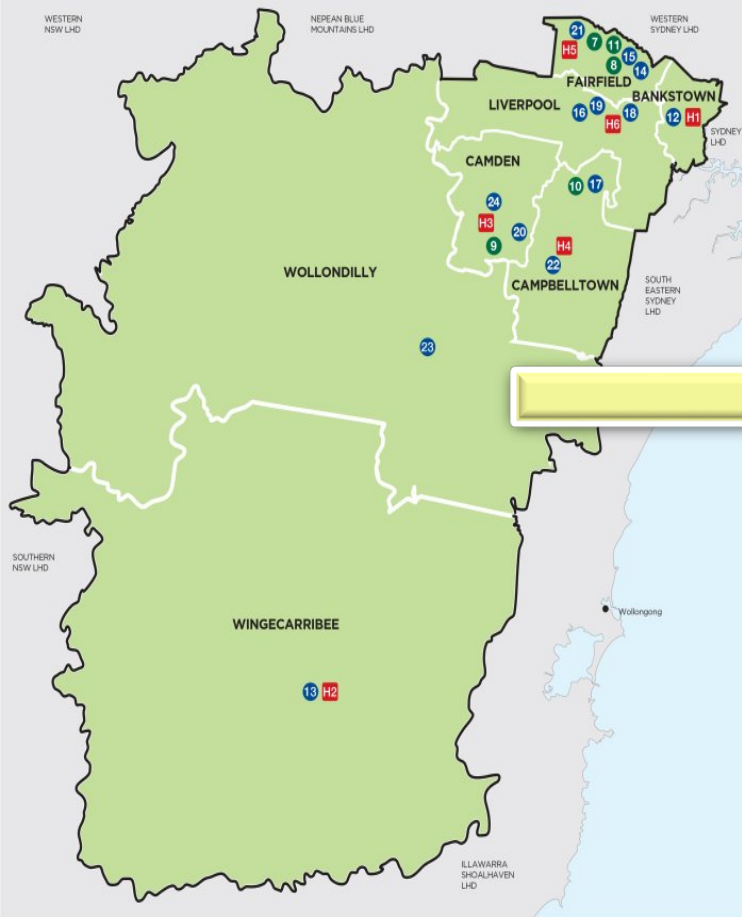 WESTERN
NSW LHD
NEPEAN BLUE
MOUNTAINS LHD
WESTERN
SYDNEY LHD
21
7
11
H5
15
8
14
FAIRFIELD
BANKSTOWN
LIVERPOOL
16
19
18
H6
12
H1
SYDNEY
LHD
CAMDEN
10
17
24
H3
20
9
H4
22
CAMPBELLTOWN
WOLLONDILLY
SOUTH
EASTERN
SYDNEY
LHD
23
SOUTHERN
NSW LHD
Wollongong
WINGECARRIBEE
13
H2
ILLAWARRA
SHOALHAVEN
LHD